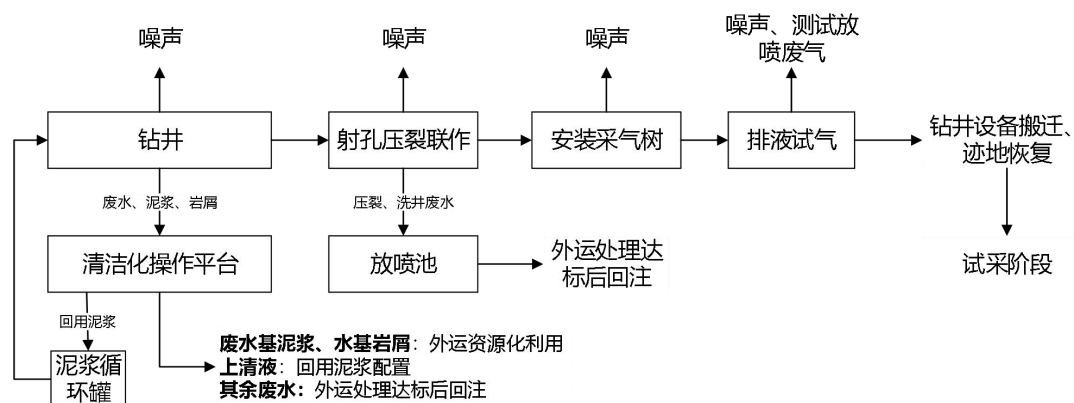 噪声
噪声
噪声
噪声、测试放
喷废气
钻井
射孔压裂联作
安装采气树
排液试气
钻井设备搬迁、
迹地恢复
废水、泥浆、岩屑
压裂、洗井废水
清洁化操作平台
放喷池
外运处理达
标后回注
试采阶段
回用泥浆
泥浆循
环罐
废水基泥浆、水基岩屑：外运资源化利用
上清液：回用泥浆配置
其余废水：外运处理达标后回注